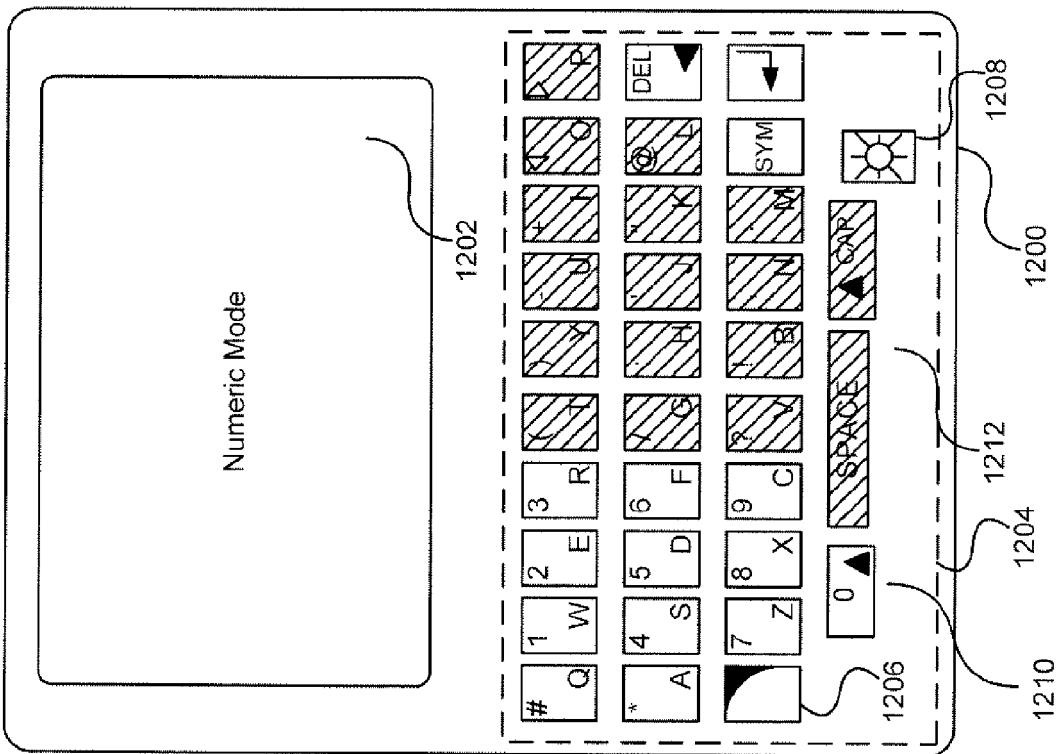 Numeric Mode
1202
# Q 1 W 2 E 3 R ( T ) Y - U + I O P
* A 4 S 5 D 6 F / G : H ' J " K @ L DEL
7 Z 8 X 9 C ? V ! B , N . M SYM
0 SPACE CAP
1206
1210
1204
1212
1200
1208